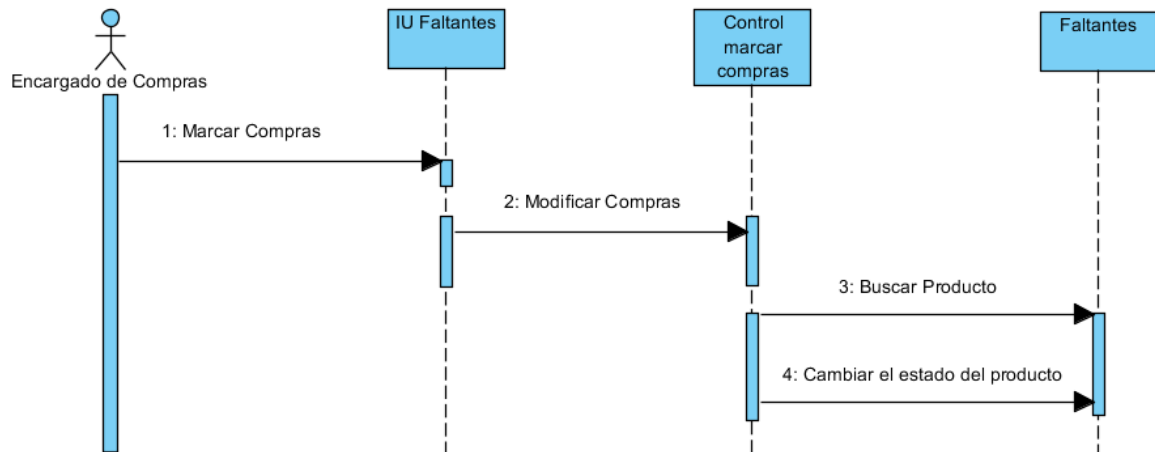 IU Faltantes
Control
marcar
compras
Faltantes
Encargado de Compras
1: Marcar Compras
2: Modificar Compras
3: Buscar Producto
4: Cambiar el estado del producto